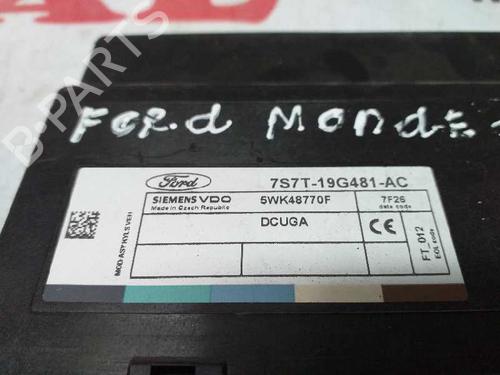 FORd MOndE
Ford
7S7T-19G481-AC
SIEMENS VDO
Made in Czech Republic
5WK48770F
7F26
date code
DCUGA
CE
FT_012
EOL code
B-PARTS